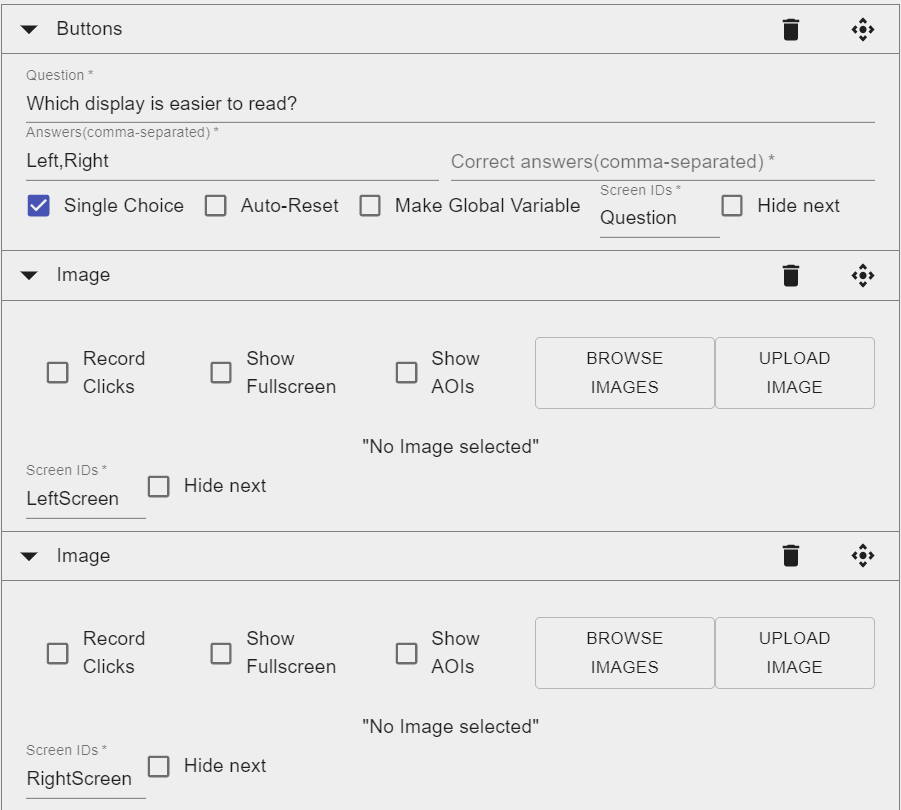 Buttons
Question *
Which display is easier to read?
Answers(comma-separated) *
Left,Right
Correct answers(comma-separated) *
Single Choice
Auto-Reset
Make Global Variable
Screen IDs *
Question
Hide next
Image
Record
Clicks
Show
Fullscreen
Show
AOIs
BROWSE
IMAGES
UPLOAD
IMAGE
"No Image selected"
Screen IDs *
LeftScreen
Hide next
Image
Record
Clicks
Show
Fullscreen
Show
AOIs
BROWSE
IMAGES
UPLOAD
IMAGE
"No Image selected"
Screen IDs *
RightScreen
Hide next